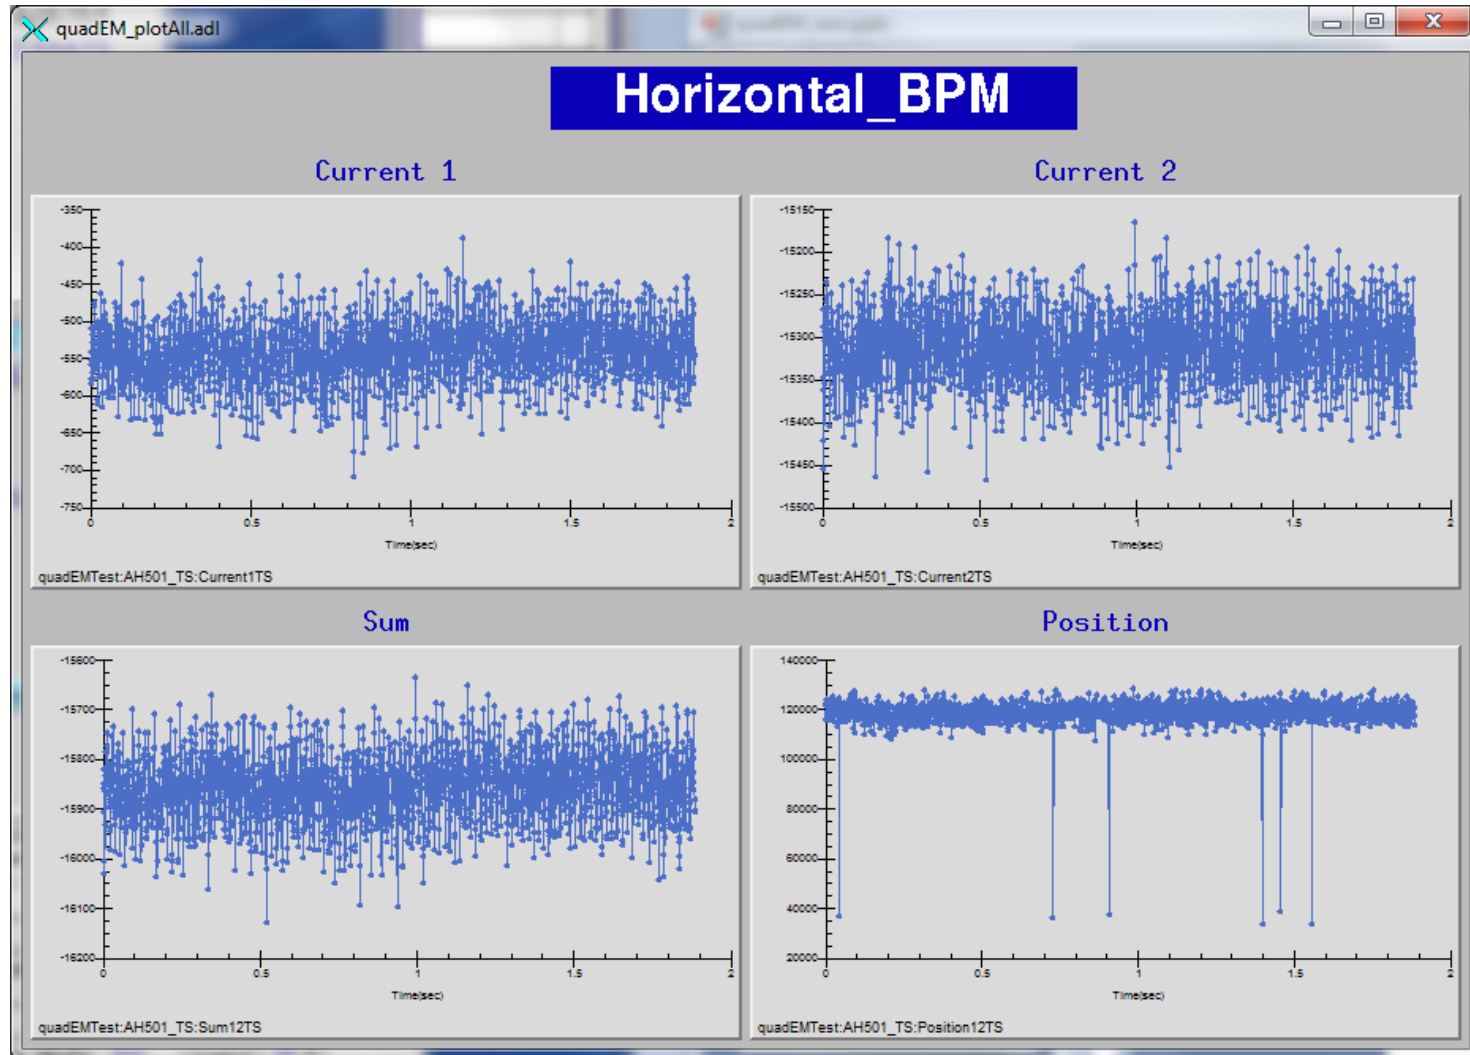 quadEM_plotAll.adl
Horizontal_BPM
Current 1
-350
-400
-450
-500
-550
-600
-650
-700
-750
0 0.5 1 1.5 2
Time(sec)
quadEMTest:AH501_TS:Current1TS
Current 2
-15150
-15200
-15250
-15300
-15350
-15400
-15450
-15500
0 0.5 1 1.5 2
Time(sec)
quadEMTest:AH501_TS:Current2TS
Sum
-15600
-15700
-15800
-15900
-16000
-16100
-16200
0 0.5 1 1.5 2
Time(sec)
quadEMTest:AH501_TS:Sum12TS
Position
140000
120000
100000
80000
60000
40000
20000
0 0.5 1 1.5 2
Time(sec)
quadEMTest:AH501_TS:Position12TS